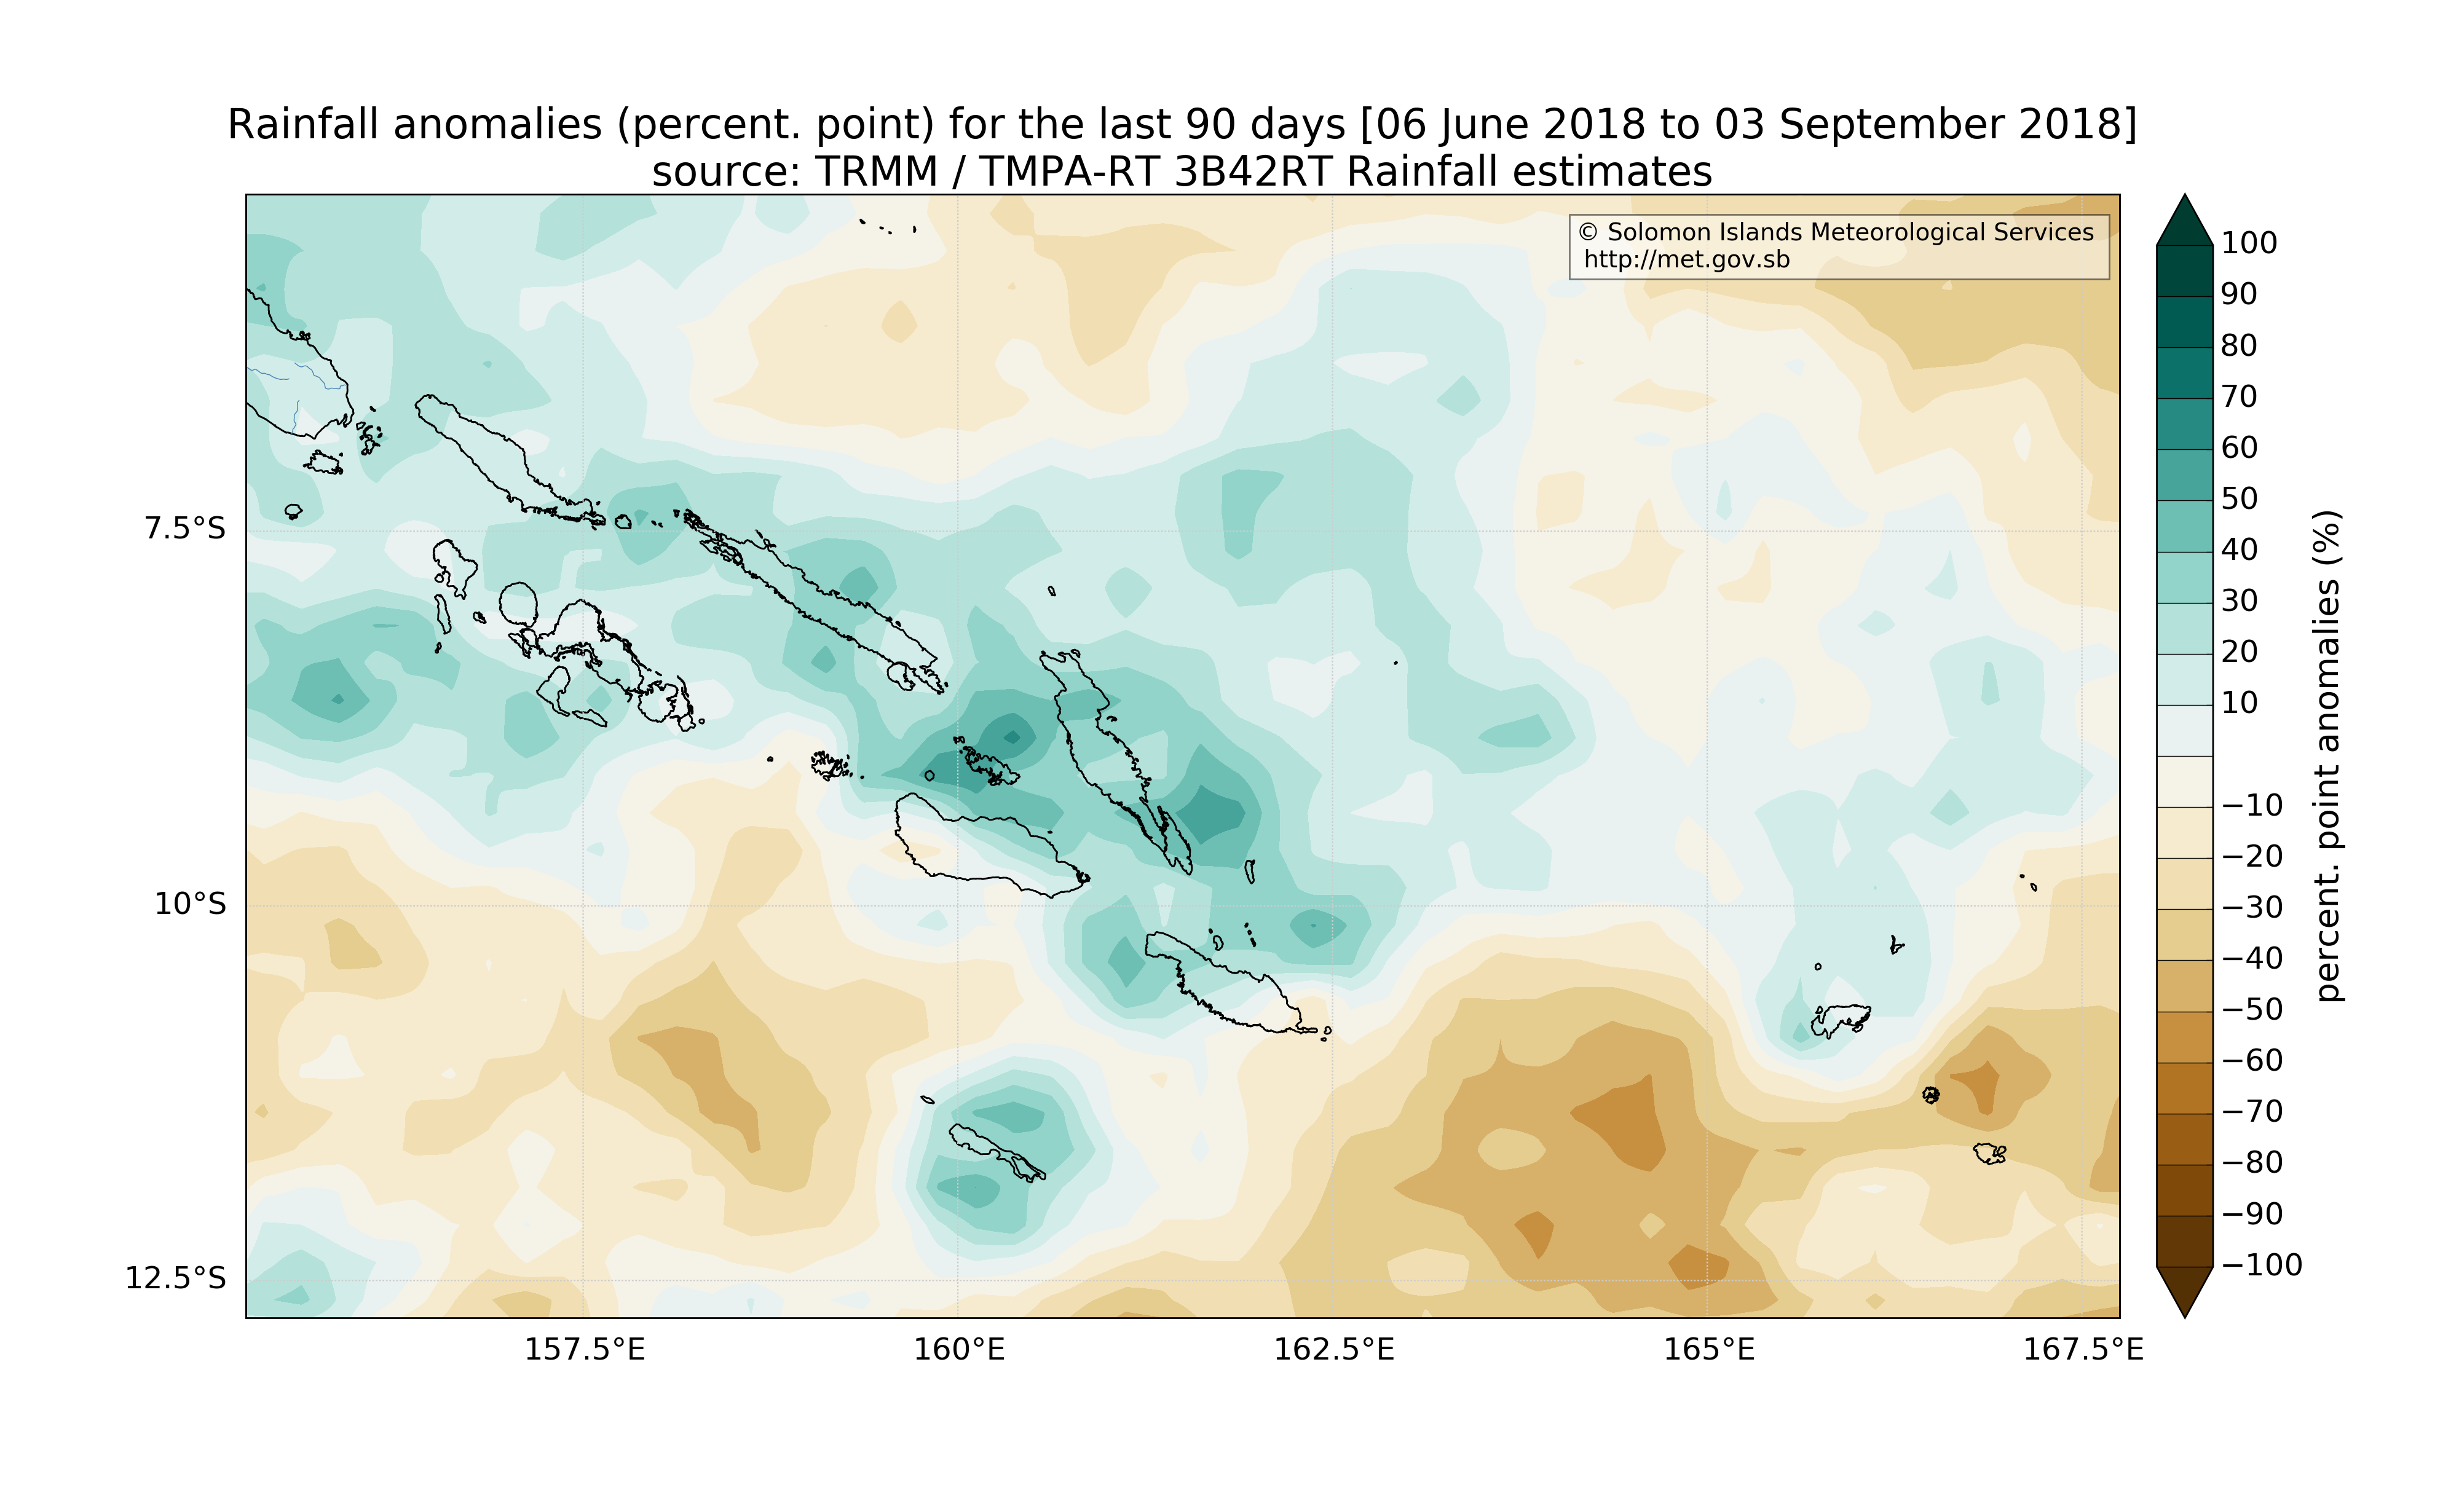 Rainfall anomalies (percent. point) for the last 90 days [06 June 2018 to 03 September 2018]
source: TRMM / TMPA-RT 3B42RT Rainfall estimates
© Solomon Islands Meteorological Services
http://met.gov.sb
7.5°S
10°S
12.5°S
157.5°E
160°E
162.5°E
165°E
167.5°E
100
90
80
70
60
50
40
30
20
10
−10
−20
−30
−40
−50
−60
−70
−80
−90
−100
percent. point anomalies (%)